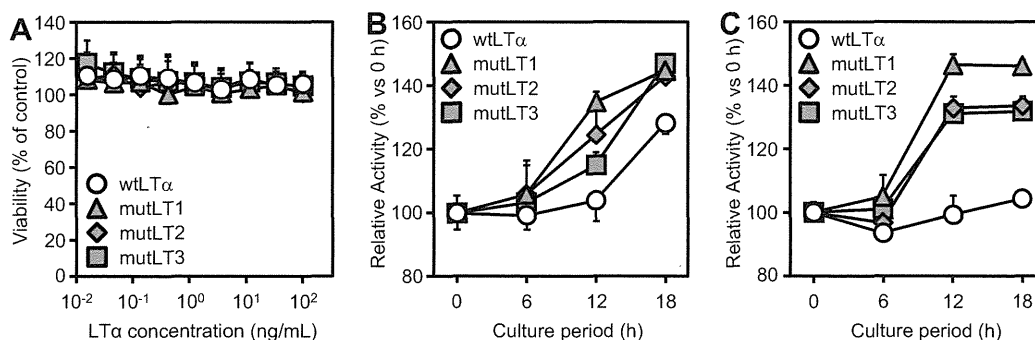 A
Viability (% of control)
140
120
100
80
60
40
20
0
wtLTα
mutLT1
mutLT2
mutLT3
10-2 10-1 100 101 102
LTα concentration (ng/mL)
B
Relative Activity (% vs 0 h)
160
140
120
100
80
wtLTα
mutLT1
mutLT2
mutLT3
0 6 12 18
Culture period (h)
C
Relative Activity (% vs 0 h)
160
140
120
100
80
wtLTα
mutLT1
mutLT2
mutLT3
0 6 12 18
Culture period (h)